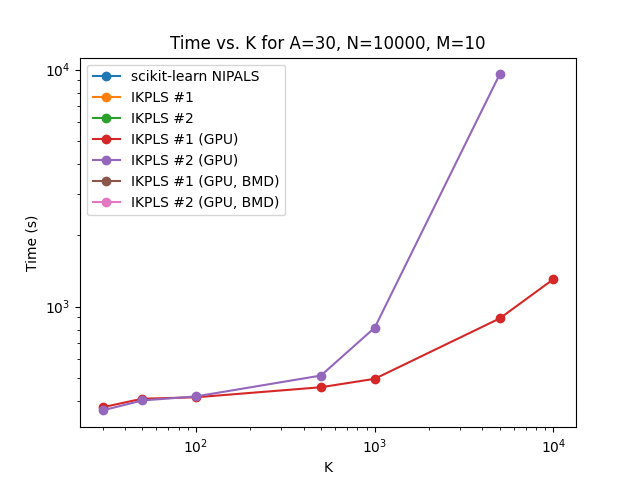 Time vs. K for A=30, N=10000, M=10
scikit-learn NIPALS
IKPLS #1
IKPLS #2
IKPLS #1 (GPU)
IKPLS #2 (GPU)
IKPLS #1 (GPU, BMD)
IKPLS #2 (GPU, BMD)
10⁴
10³
Time (s)
10² 10³ 10⁴
K